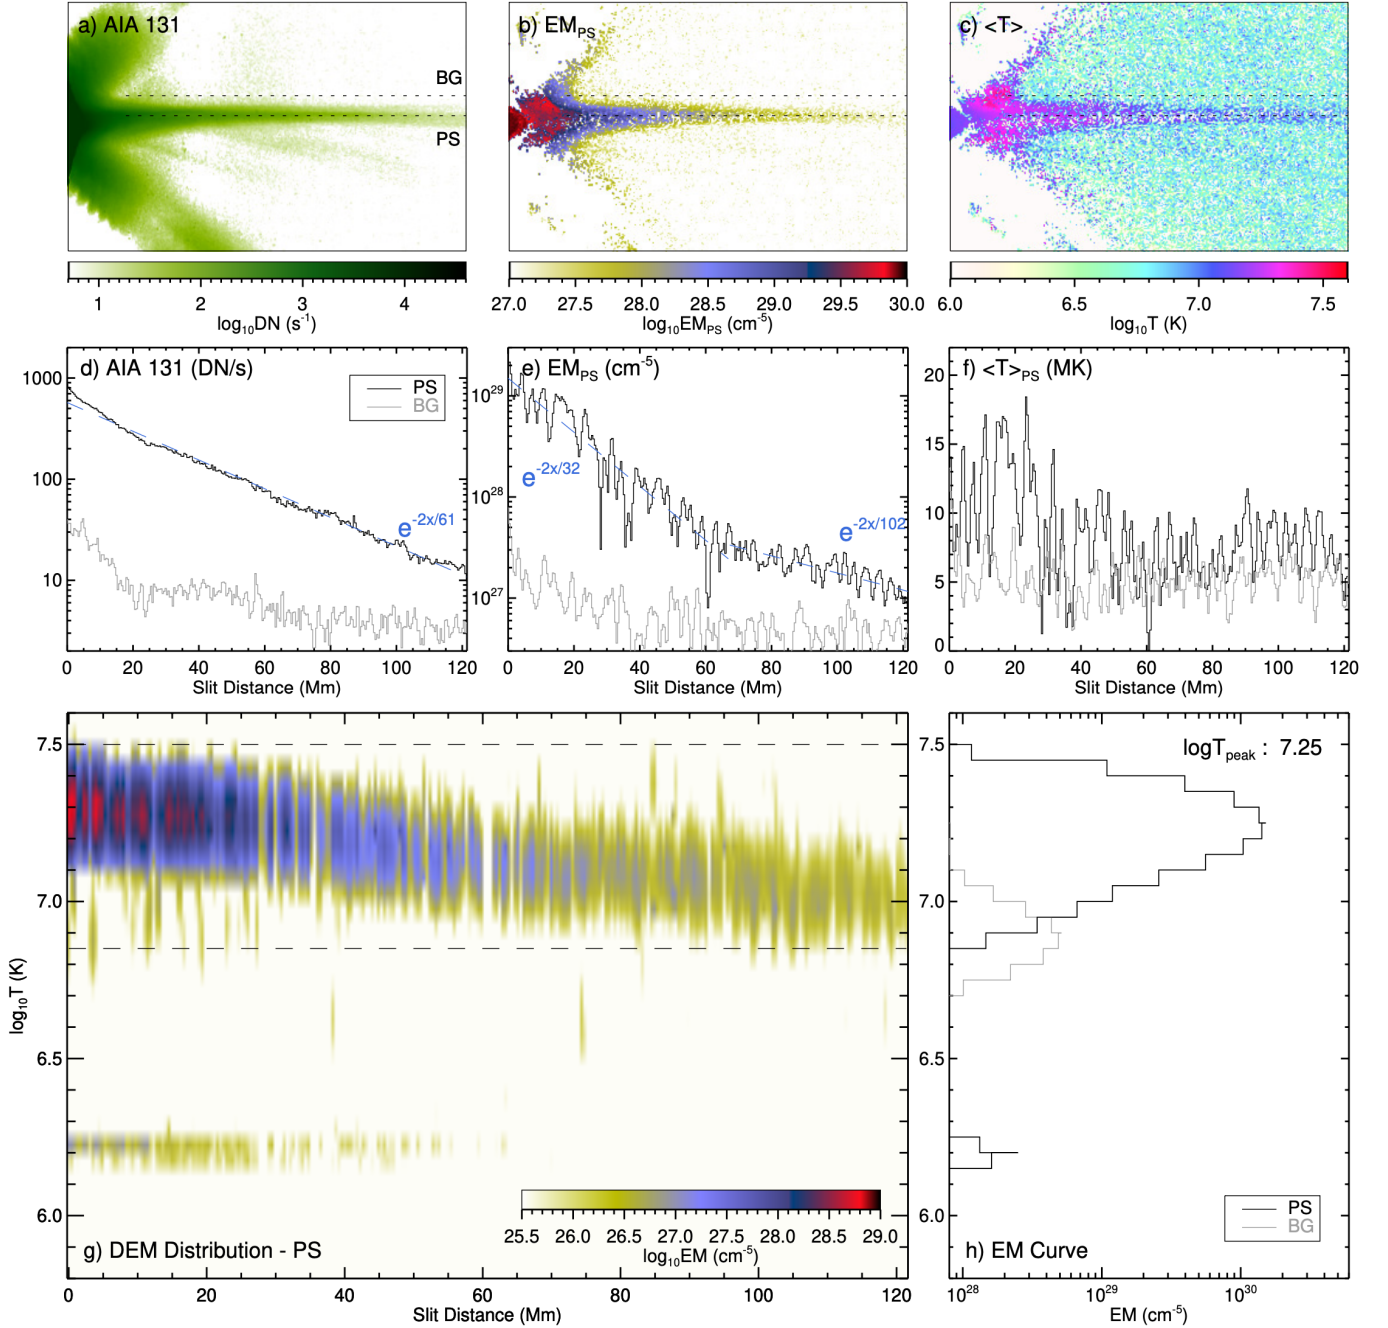 a) AIA 131
BG
PS
b) EM_PS
c) <T>
1 2 3 4
log₁₀DN (s⁻¹)
27.0 27.5 28.0 28.5 29.0 29.5 30.0
log₁₀EM_PS (cm⁻⁵)
6.0 6.5 7.0 7.5
log₁₀T (K)
d) AIA 131 (DN/s)
PS
BG
1000
100
10
e^-2x/61
0 20 40 60 80 100 120
Slit Distance (Mm)
e) EM_PS (cm⁻⁵)
10²⁹
10²⁸
10²⁷
e^-2x/32
e^-2x/102
0 20 40 60 80 100 120
Slit Distance (Mm)
f) <T>_PS (MK)
20
15
10
5
0
0 20 40 60 80 100 120
Slit Distance (Mm)
7.5
7.0
6.5
6.0
log₁₀T (K)
25.5 26.0 26.5 27.0 27.5 28.0 28.5 29.0
log₁₀EM (cm⁻⁵)
g) DEM Distribution - PS
0 20 40 60 80 100 120
Slit Distance (Mm)
logT_peak : 7.25
7.5
7.0
6.5
6.0
PS
BG
h) EM Curve
10²⁸ 10²⁹ 10³⁰
EM (cm⁻⁵)